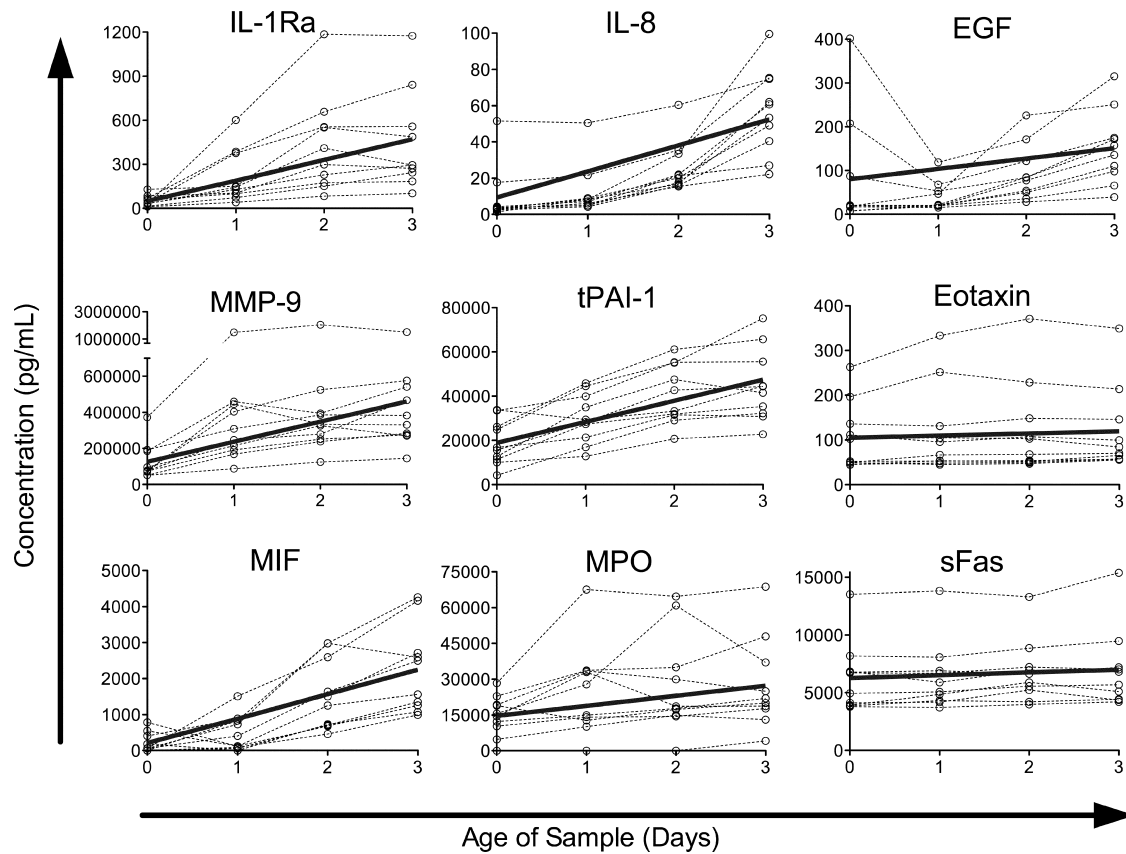 IL-1Ra
IL-8
EGF
1200
900
600
300
0
0 1 2 3
100
80
60
40
20
0
0 1 2 3
400
300
200
100
0
0 1 2 3
MMP-9
tPAI-1
Eotaxin
3000000
1000000
600000
400000
200000
0
0 1 2 3
80000
60000
40000
20000
0
0 1 2 3
400
300
200
100
0
0 1 2 3
MIF
MPO
sFas
5000
4000
3000
2000
1000
0
0 1 2 3
75000
60000
45000
30000
15000
0
0 1 2 3
15000
10000
5000
0
0 1 2 3
Concentration (pg/mL)
Age of Sample (Days)